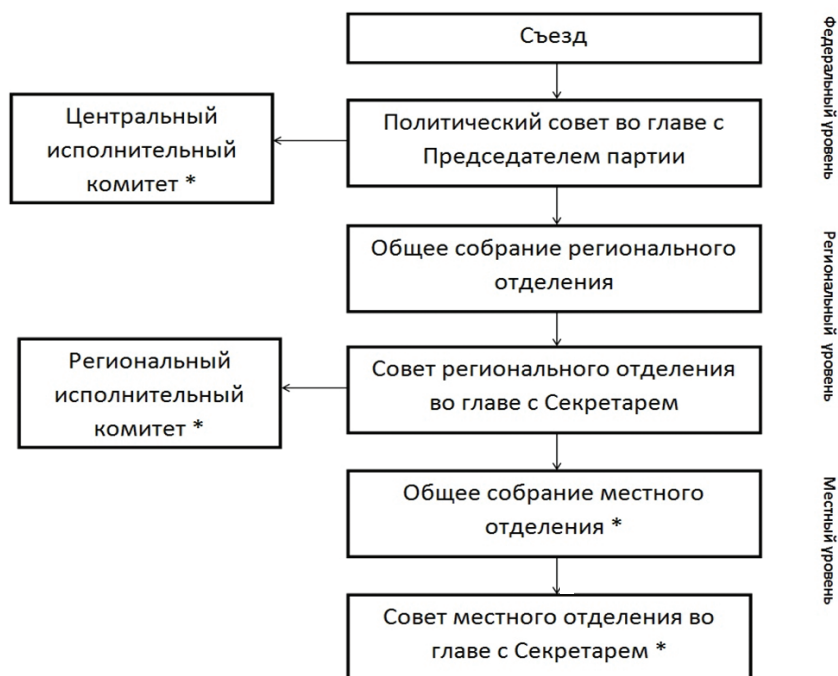 Съезд
Федеральный уровень
Центральный
исполнительный
комитет *
Политический совет во главе с
Председателем партии
Общее собрание регионального
отделения
Региональный уровень
Региональный
исполнительный
комитет *
Совет регионального отделения
во главе с Секретарем
Общее собрание местного
отделения *
Местный уровень
Совет местного отделения во
главе с Секретарем *